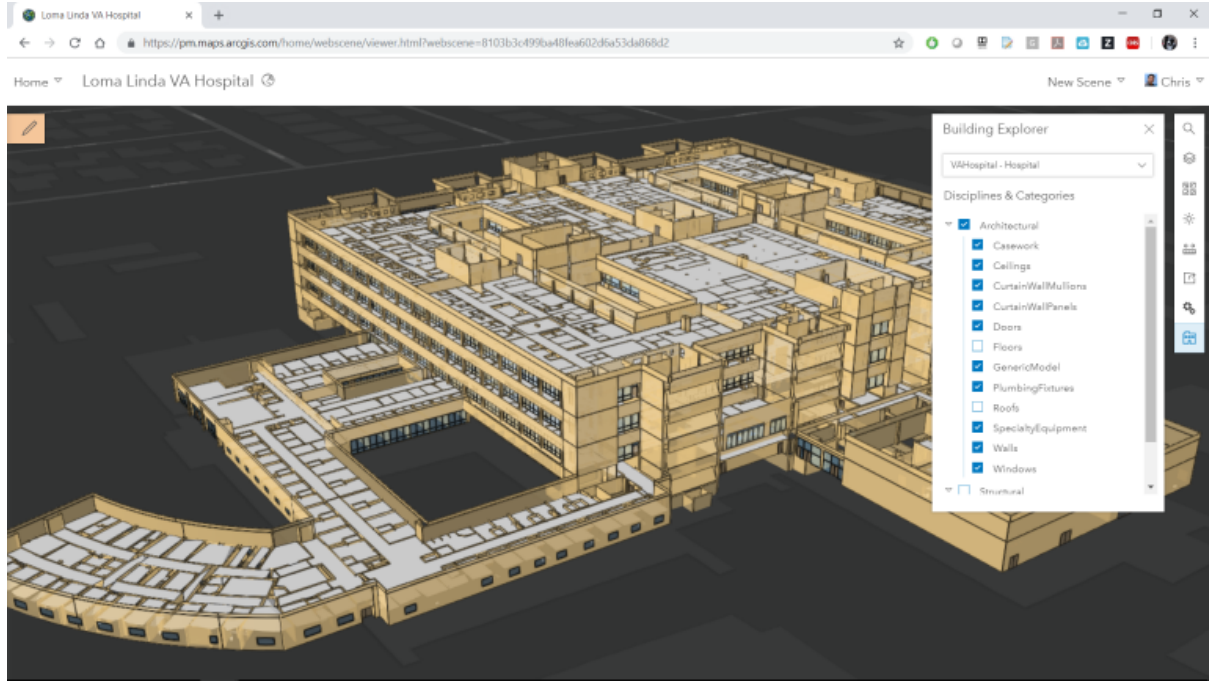 Loma Linda VA Hospital
https://pm.maps.arcgis.com/home/webscene/viewer.html?webscene=8103b3c499ba48fea602d6a53da868d2
Home Loma Linda VA Hospital New Scene Chris
Building Explorer
VAHospital - Hospital
Disciplines & Categories
Architectural
Casework
Ceilings
CurtainWallMullions
CurtainWallPanels
Doors
Floors
GenericModel
PlumbingFixtures
Roofs
SpecialtyEquipment
Walls
Windows
Structural